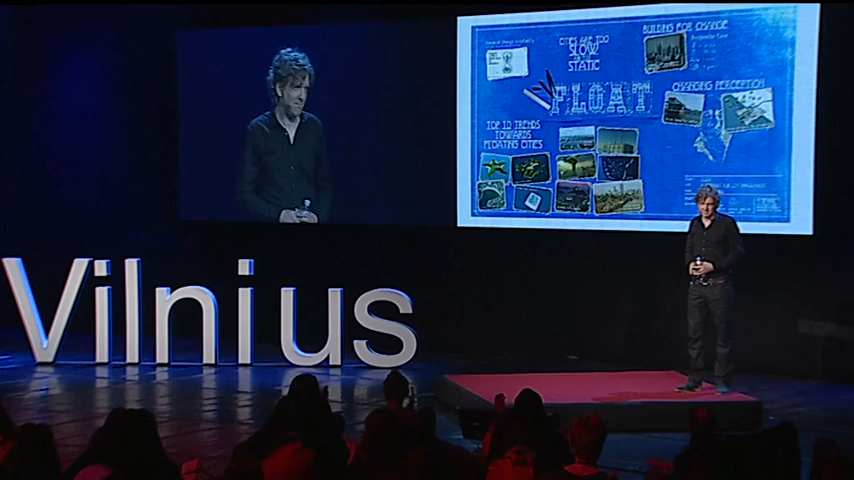 CITIES ARE TOO
SLOW
STATIC
BUILDING FOR CHANGE
FLOAT
CHANGING PERCEPTION
TOP 10 TRENDS
TOWARDS
FLOATING CITIES
Vilnius